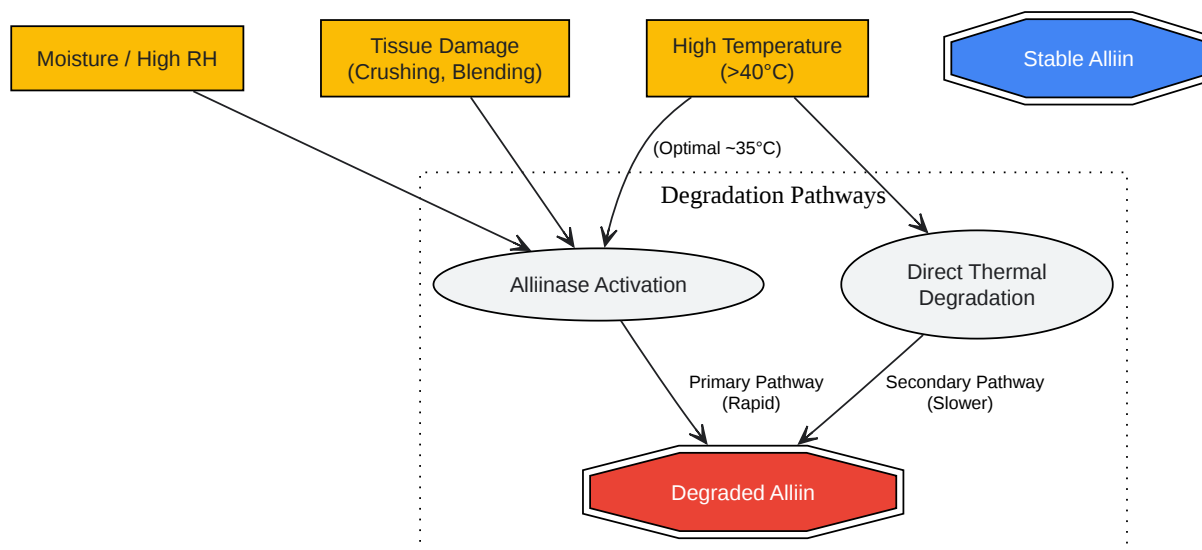 Moisture / High RH
Tissue Damage
(Crushing, Blending)
High Temperature
(>40°C)
Stable Alliin
(Optimal ~35°C)
Degradation Pathways
Alliinase Activation
Direct Thermal
Degradation
Primary Pathway
(Rapid)
Secondary Pathway
(Slower)
Degraded Alliin